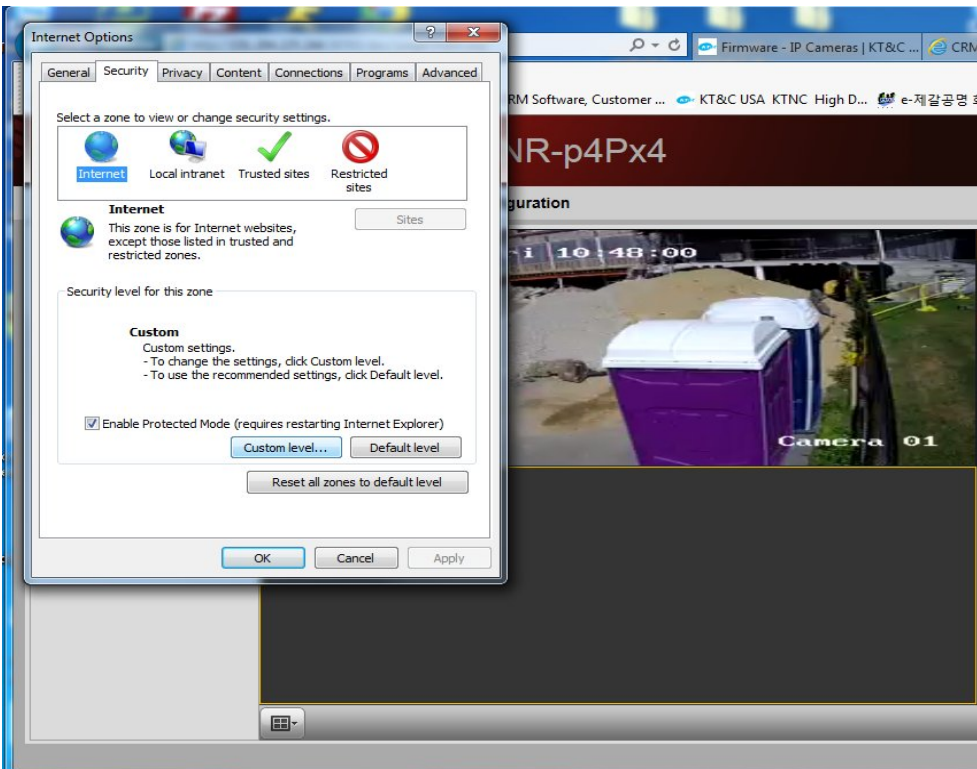 Internet Options
General Security Privacy Content Connections Programs Advanced
Select a zone to view or change security settings.
Internet
Local intranet
Trusted sites
Restricted
sites
Internet
This zone is for Internet websites,
except those listed in trusted and
restricted zones.
Sites
Security level for this zone
Custom
Custom settings.
- To change the settings, click Custom level.
- To use the recommended settings, click Default level.
Enable Protected Mode (requires restarting Internet Explorer)
Custom level... Default level
Reset all zones to default level
OK Cancel Apply
Firmware - IP Cameras | KT&C ... CRM
RM Software, Customer ... KT&C USA KTNC High D... e-제갈공명
NR-p4Px4
guration
i 10:48:00
Camera 01